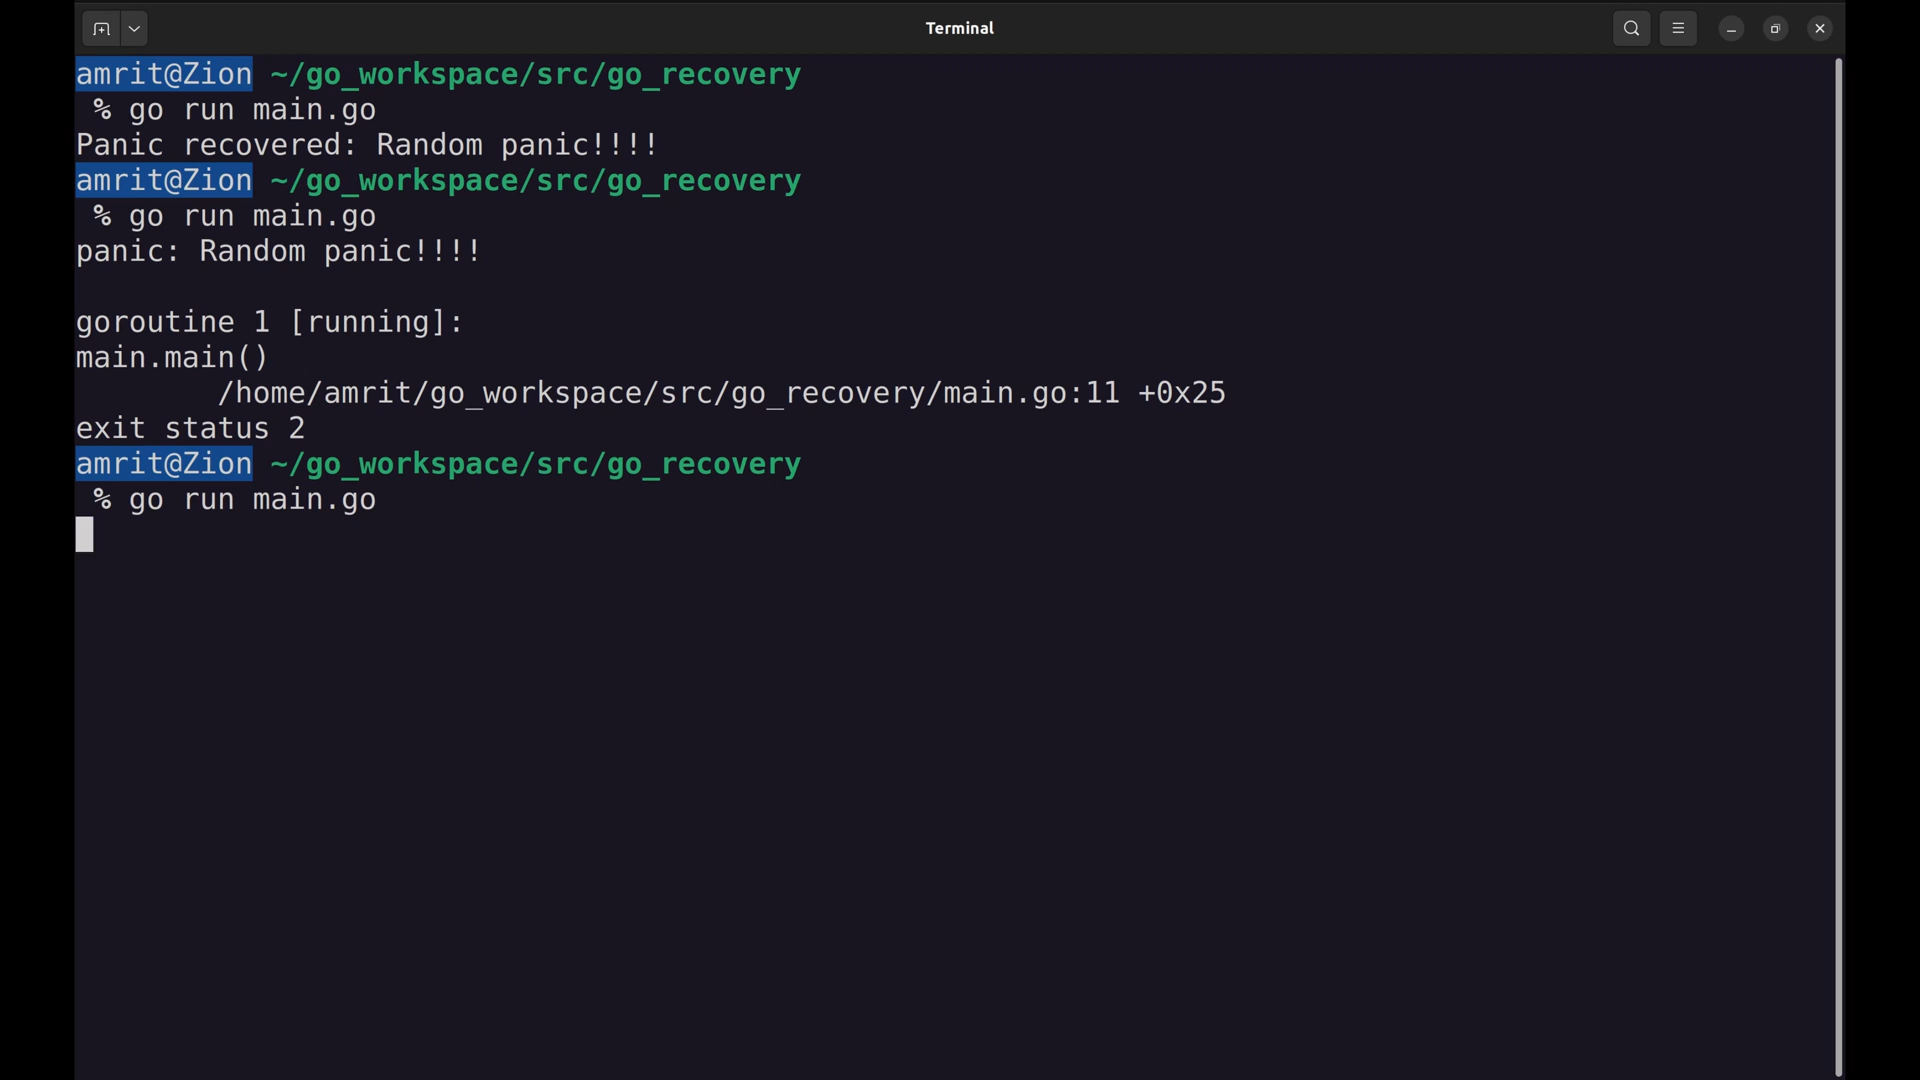 Terminal
amrit@Zion ~/go_workspace/src/go_recovery
% go run main.go
Panic recovered: Random panic!!!!
amrit@Zion ~/go_workspace/src/go_recovery
% go run main.go
panic: Random panic!!!!
goroutine 1 [running]:
main.main()
/home/amrit/go_workspace/src/go_recovery/main.go:11 +0x25
exit status 2
amrit@Zion ~/go_workspace/src/go_recovery
% go run main.go